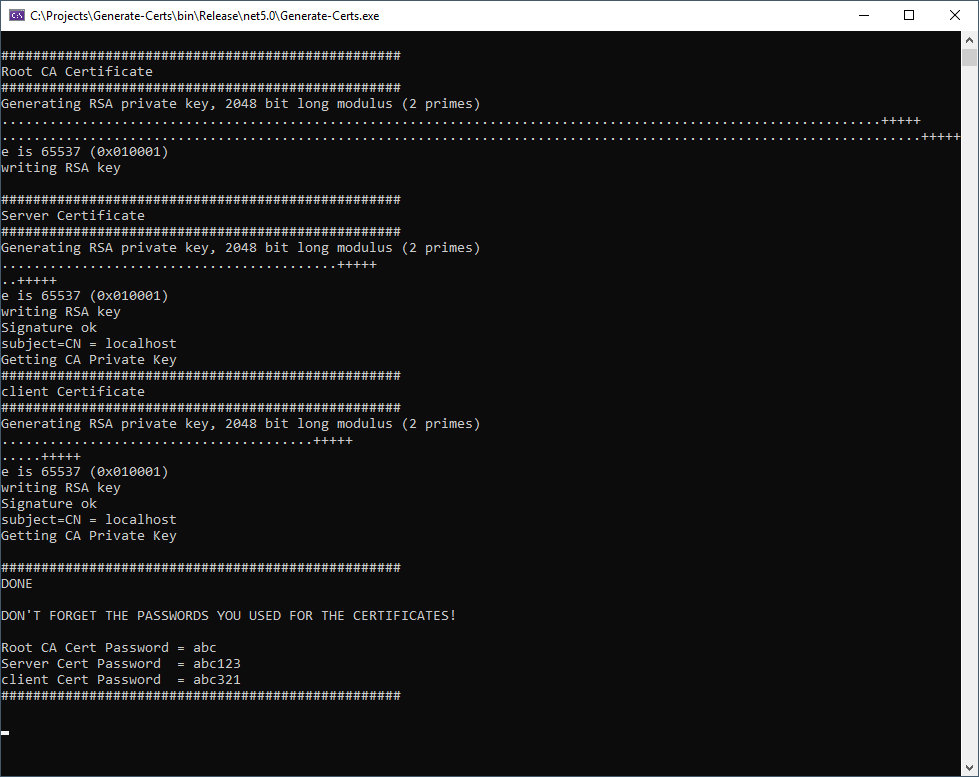 C:\Projects\Generate-Certs\bin\Release\net5.0\Generate-Certs.exe
##################################################
Root CA Certificate
##################################################
Generating RSA private key, 2048 bit long modulus (2 primes)
..............................................................................................................+++++
...................................................................................................................+++++
e is 65537 (0x010001)
writing RSA key
##################################################
Server Certificate
##################################################
Generating RSA private key, 2048 bit long modulus (2 primes)
..........................................+++++
..+++++
e is 65537 (0x010001)
writing RSA key
Signature ok
subject=CN = localhost
Getting CA Private Key
##################################################
client Certificate
##################################################
Generating RSA private key, 2048 bit long modulus (2 primes)
.......................................+++++
.....+++++
e is 65537 (0x010001)
writing RSA key
Signature ok
subject=CN = localhost
Getting CA Private Key
##################################################
DONE
DON'T FORGET THE PASSWORDS YOU USED FOR THE CERTIFICATES!
Root CA Cert Password = abc
Server Cert Password  = abc123
client Cert Password  = abc321
##################################################